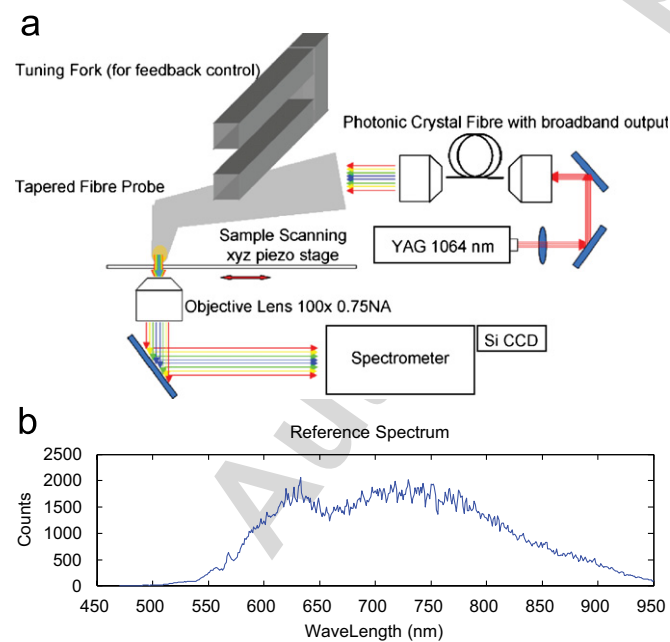 a
Tuning Fork (for feedback control)
Photonic Crystal Fibre with broadband output
Tapered Fibre Probe
Sample Scanning
xyz piezo stage
YAG 1064 nm
Objective Lens 100x 0.75NA
Spectrometer
Si CCD
b
Reference Spectrum
2500
2000
1500
1000
500
0
Counts
450 500 550 600 650 700 750 800 850 900 950
WaveLength (nm)